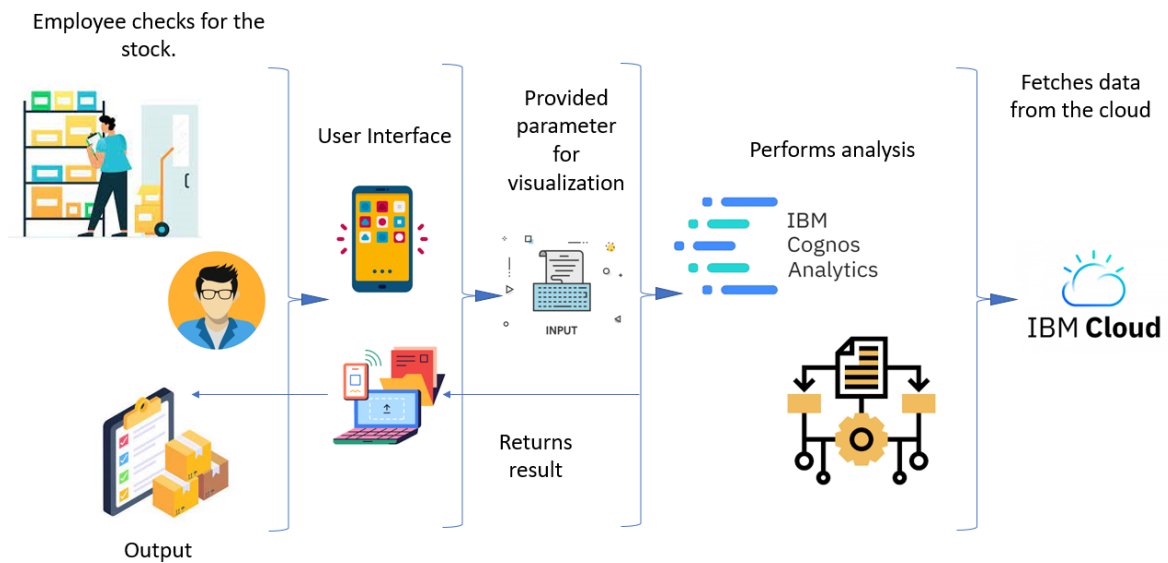 Employee checks for the
stock.
User Interface
Provided
parameter
for
visualization
INPUT
Performs analysis
IBM
Cognos
Analytics
Fetches data
from the cloud
IBM Cloud
Returns
result
Output